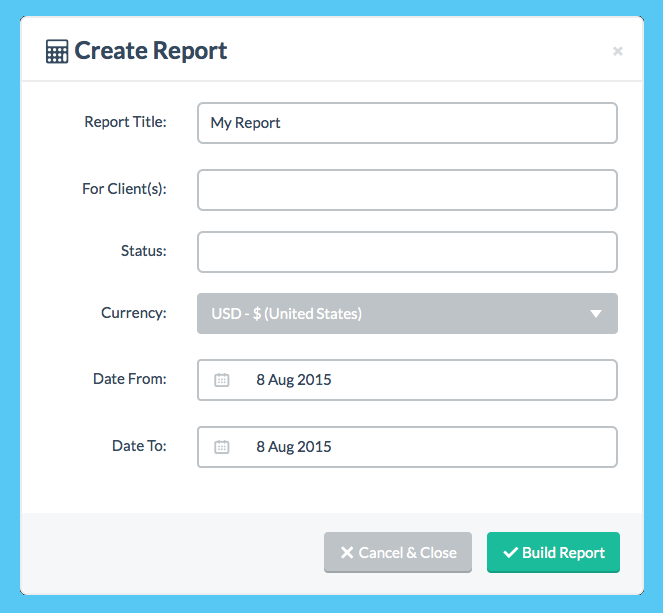 Create Report
×
Report Title: My Report
For Client(s):
Status:
Currency: USD - $ (United States)
Date From: 8 Aug 2015
Date To: 8 Aug 2015
Cancel & Close Build Report